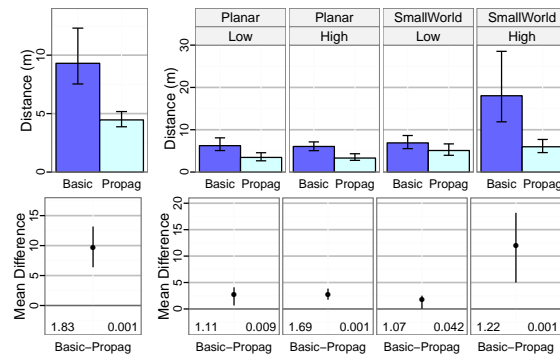 Planar Planar SmallWorld SmallWorld
Low High Low High
Distance (m)
0 5 10
Basic Propag
Distance (m)
0 10 20 30
Basic Propag Basic Propag Basic Propag Basic Propag
Mean Difference
15
10
5
0
1.83 0.001
Basic−Propag
Mean Difference
20
15
10
5
0
1.11 0.009 1.69 0.001 1.07 0.042 1.22 0.001
Basic−Propag Basic−Propag Basic−Propag Basic−Propag